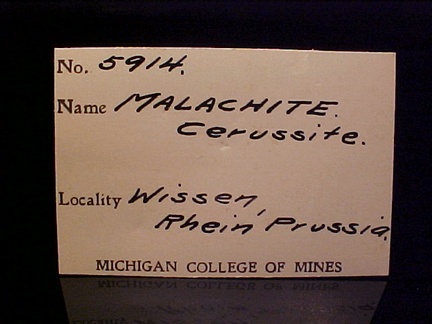 No. 5914.
Name MALACHITE.
Cerussite.
Locality Wissen,
Rhein Prussia.
MICHIGAN COLLEGE OF MINES